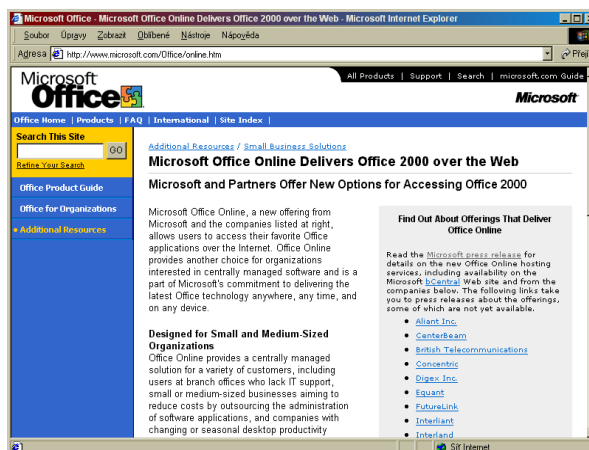 Microsoft Office - Microsoft Office Online Delivers Office 2000 over the Web - Microsoft Internet Explorer
Soubor Úpravy Zobrazit Oblíbené Nástroje Nápověda
Adresa http://www.microsoft.com/Office/online.htm Přejí
All Products | Support | Search | microsoft.com Guide
Microsoft
Office
Microsoft
Office Home | Products | FAQ | International | Site Index |
Search This Site
GO
Refine Your Search
Office Product Guide
Office for Organizations
• Additional Resources
Additional Resources / Small Business Solutions
Microsoft Office Online Delivers Office 2000 over the Web
Microsoft and Partners Offer New Options for Accessing Office 2000
Microsoft Office Online, a new offering from
Microsoft and the companies listed at right,
allows users to access their favorite Office
applications over the Internet. Office Online
provides another choice for organizations
interested in centrally managed software and is a
part of Microsoft's commitment to delivering the
latest Office technology anywhere, any time, and
on any device.
Designed for Small and Medium-Sized
Organizations
Office Online provides a centrally managed
solution for a variety of customers, including
users at branch offices who lack IT support,
small or medium-sized businesses aiming to
reduce costs by outsourcing the administration
of software applications, and companies with
changing or seasonal desktop productivity
Find Out About Offerings That Deliver
Office Online
Read the Microsoft press release for
details on the new Office Online hosting
services, including availability on the
Microsoft bCentral Web site and from the
companies below. The following links take
you to press releases about the offerings,
some of which are not yet available.
• Aliant Inc.
• CenterBeam
• British Telecommunications
• Concentric
• Digex Inc.
• Equant
• FutureLink
• Interliant
• Interland
Síť Internet